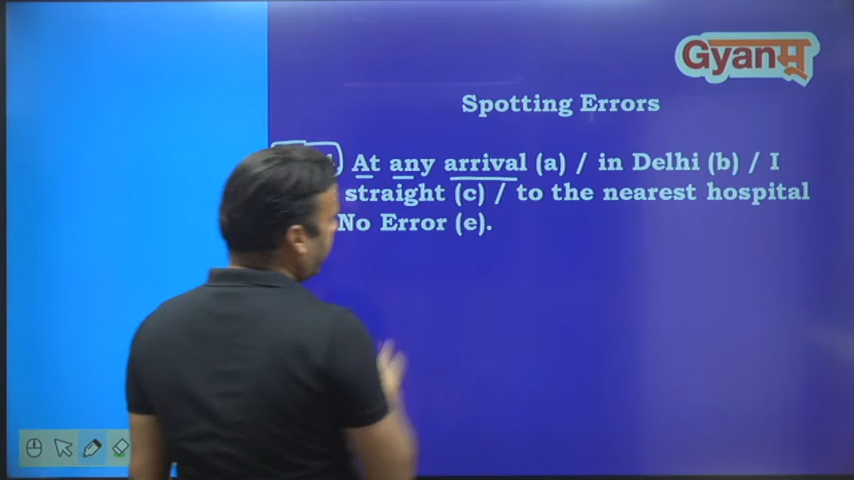 Gyanम्
Spotting Errors
At any arrival (a) / in Delhi (b) / I
straight (c) / to the nearest hospital
No Error (e).